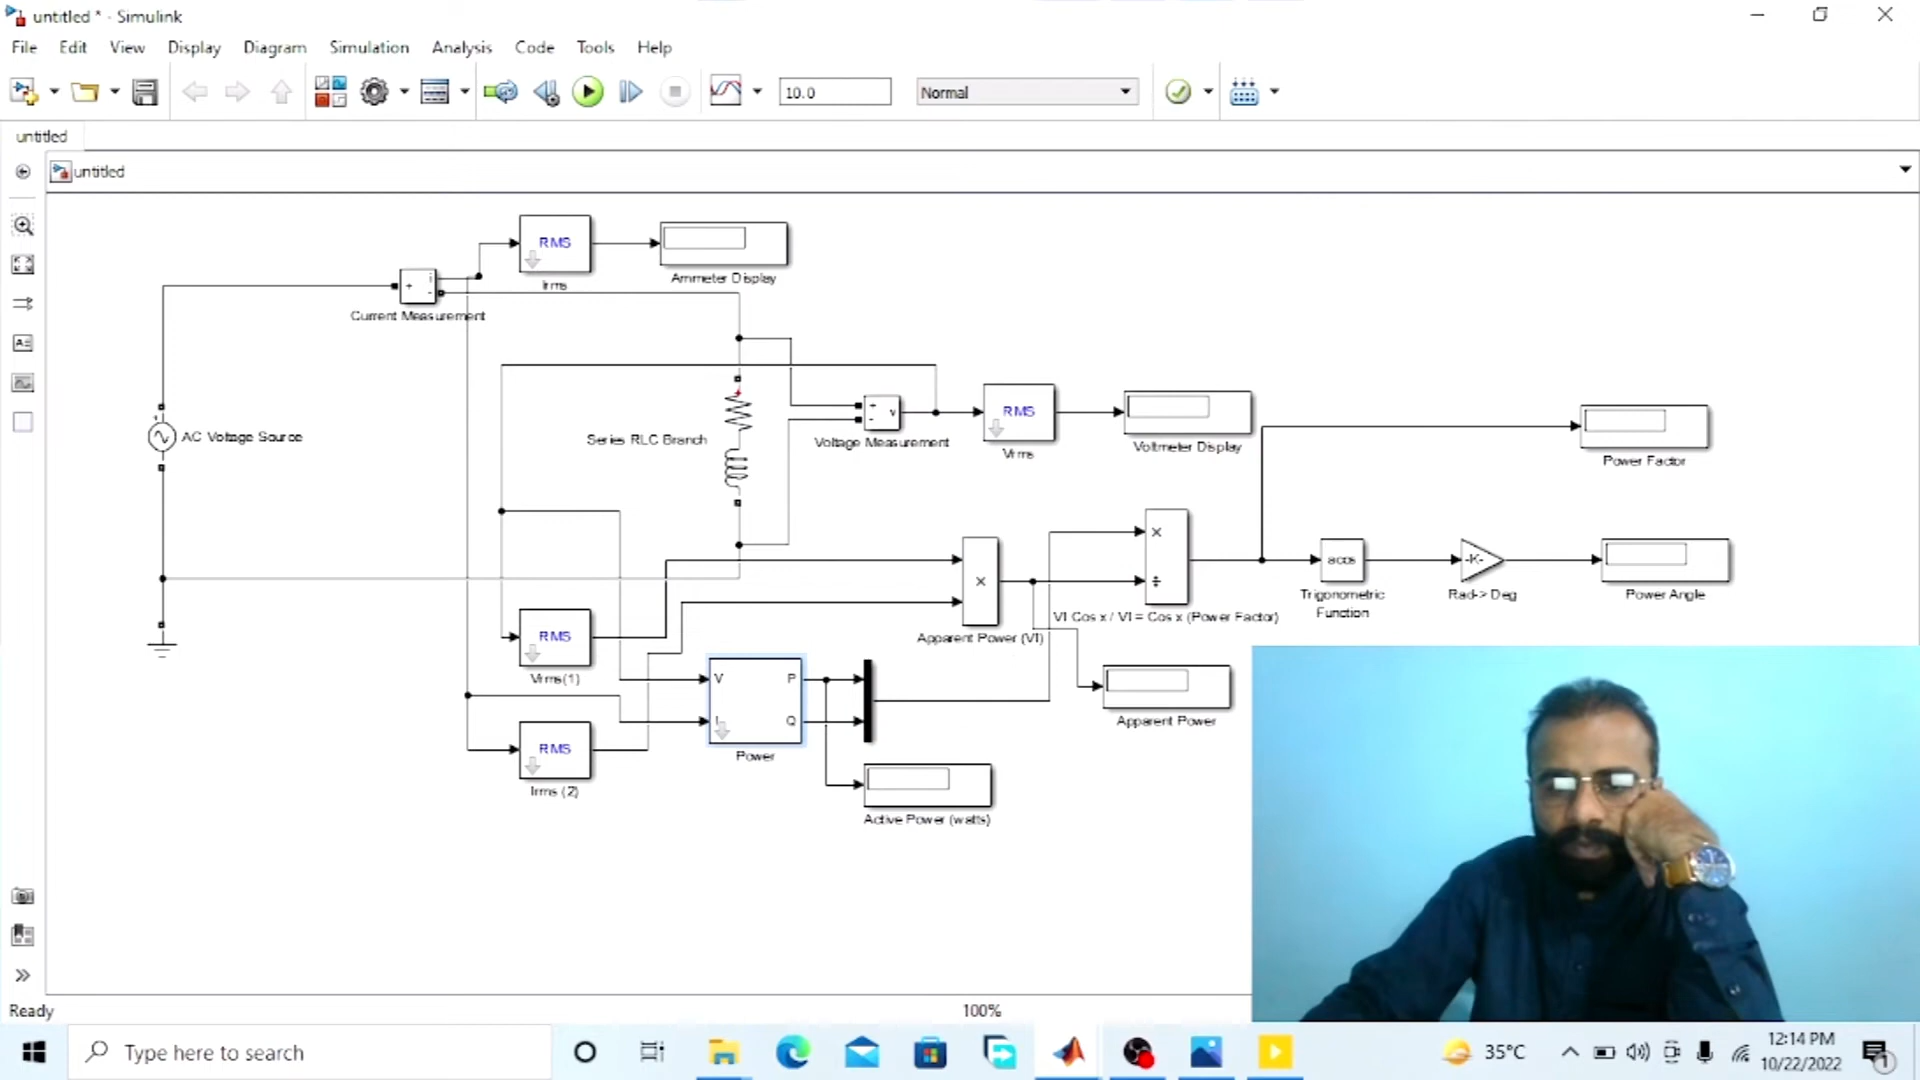 untitled * - Simulink
File Edit View Display Diagram Simulation Analysis Code Tools Help
10.0
Normal
untitled
untitled
RMS
Irms
Ammeter Display
i
+
-
Current Measurement
AC Voltage Source
Series RLC Branch
+
-
v
Voltage Measurement
RMS
Vrms
Voltmeter Display
Power Factor
×
÷
VI Cos x / VI = Cos x (Power Factor)
acos
Trigonometric
Function
-K-
Rad-> Deg
Power Angle
×
Apparent Power (VI)
RMS
Vrms(1)
V
P
I
Q
Power
Apparent Power
RMS
Irms (2)
Active Power (watts)
Ready
100%
Type here to search
35°C
12:14 PM
10/22/2022
1